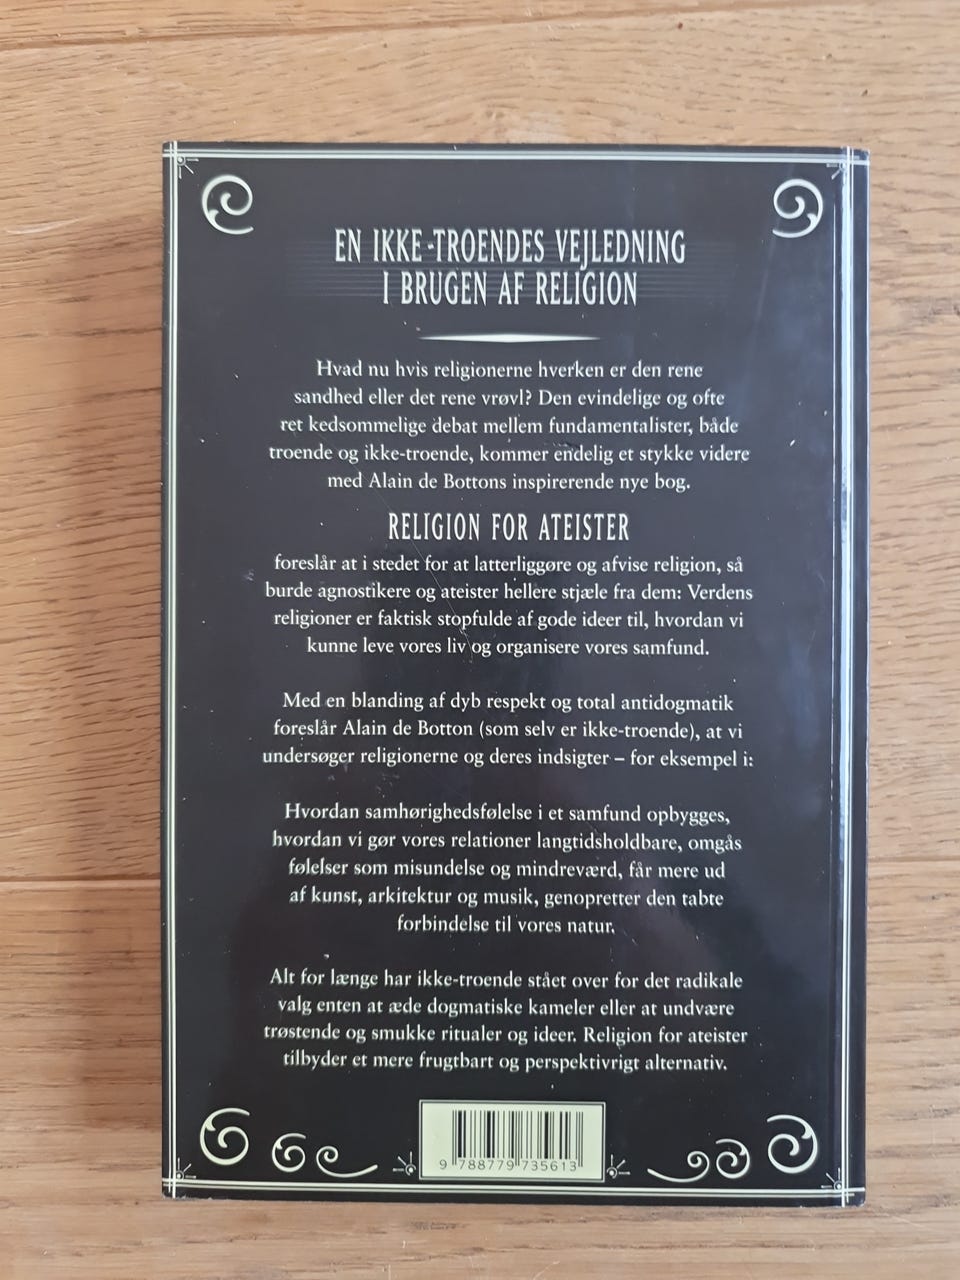 EN IKKE-TROENDES VEJLEDNING
I BRUGEN AF RELIGION
Hvad nu hvis religionerne hverken er den rene
sandhed eller det rene vrøvl? Den evindelige og ofte
ret kedsommelige debat mellem fundamentalister, både
troende og ikke-troende, kommer endelig et stykke videre
med Alain de Bottons inspirerende nye bog.
RELIGION FOR ATEISTER
foreslår at i stedet for at latterliggøre og afvise religion, så
burde agnostikere og ateister hellere stjæle fra dem: Verdens
religioner er faktisk stopfulde af gode ideer til, hvordan vi
kunne leve vores liv og organisere vores samfund.
Med en blanding af dyb respekt og total antidogmatik
foreslår Alain de Botton (som selv er ikke-troende), at vi
undersøger religionerne og deres indsigter – for eksempel i:
Hvordan samhørighedsfølelse i et samfund opbygges,
hvordan vi gør vores relationer langtidsholdbare, omgås
følelser som misundelse og mindreværd, får mere ud
af kunst, arkitektur og musik, genopretter den tabte
forbindelse til vores natur.
Alt for længe har ikke-troende stået over for det radikale
valg enten at æde dogmatiske kameler eller at undvære
trøstende og smukke ritualer og ideer. Religion for ateister
tilbyder et mere frugtbart og perspektivrigt alternativ.
9 788779 735613